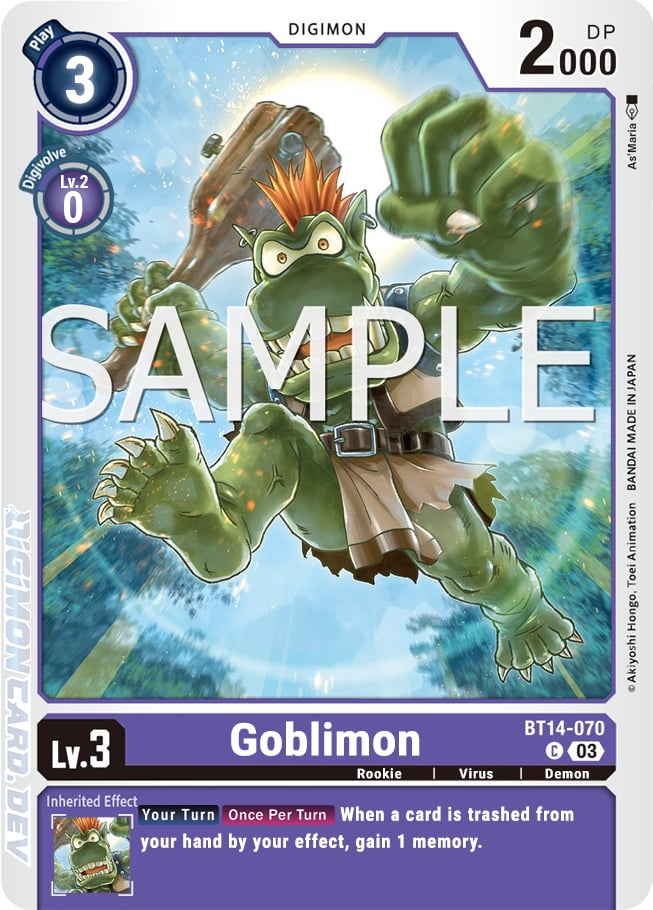 DIGIMON
Play
3
2000
DP
Digivolve
Lv.2
0
As'Maria
SAMPLE
© Akiyoshi Hongo, Toei Animation BANDAI MADE IN JAPAN
DIGIMONCARD.DEV
Lv.3
Goblimon
BT14-070
C 03
Rookie | Virus | Demon
Inherited Effect
Your Turn Once Per Turn When a card is trashed from
your hand by your effect, gain 1 memory.